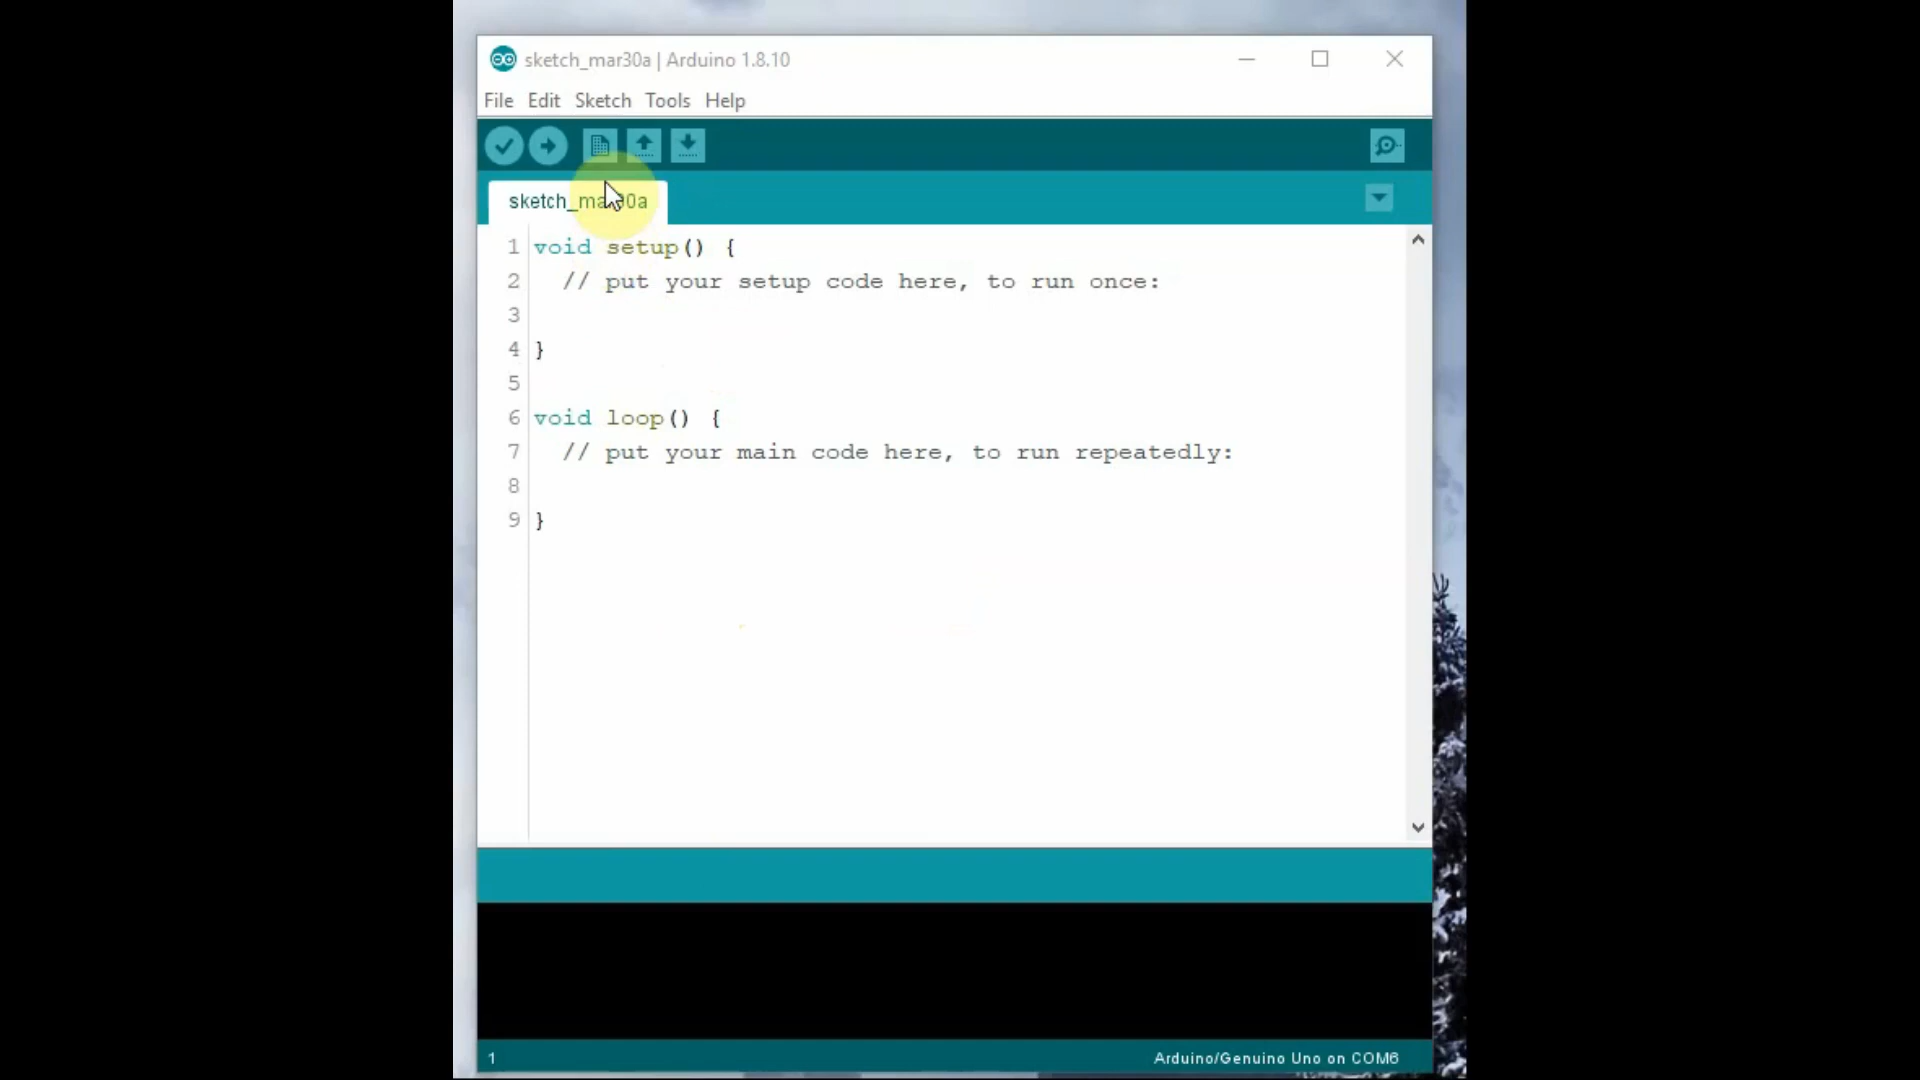 sketch_mar30a | Arduino 1.8.10
File Edit Sketch Tools Help
sketch_mar30a
1 void setup() {
2 // put your setup code here, to run once:
3
4 }
5
6 void loop() {
7 // put your main code here, to run repeatedly:
8
9 }
1 Arduino/Genuino Uno on COM6